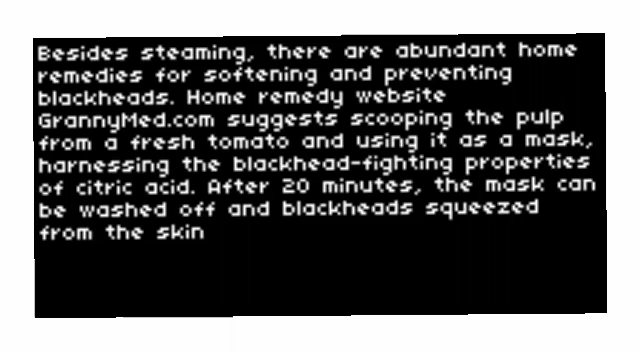 Besides steaming, there are abundant home
remedies for softening and preventing
blackheads. Home remedy website
GrannyMed.com suggests scooping the pulp
from a fresh tomato and using it as a mask,
harnessing the blackhead-fighting properties
of citric acid. After 20 minutes, the mask can
be washed off and blackheads squeezed
from the skin